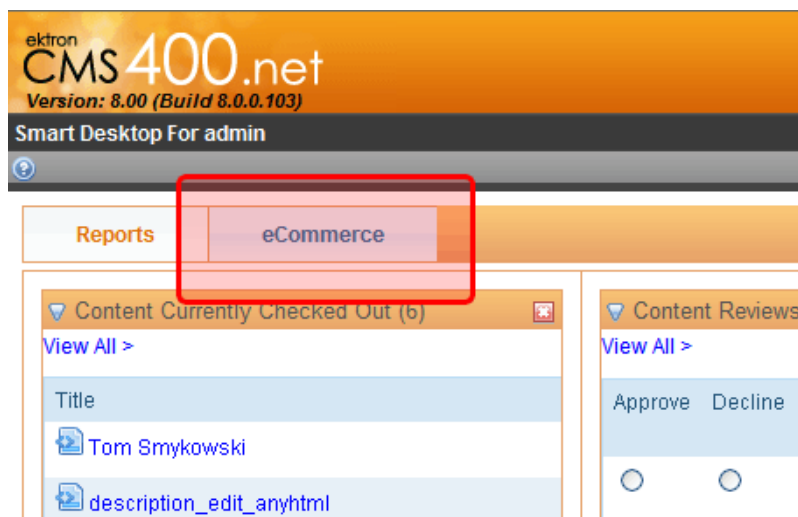 ektron
CMS400.net
Version: 8.00 (Build 8.0.0.103)
Smart Desktop For admin
?
Reports eCommerce
Content Currently Checked Out (6)
View All >
Title
Tom Smykowski
description_edit_anyhtml
Content Reviews
View All >
Approve Decline